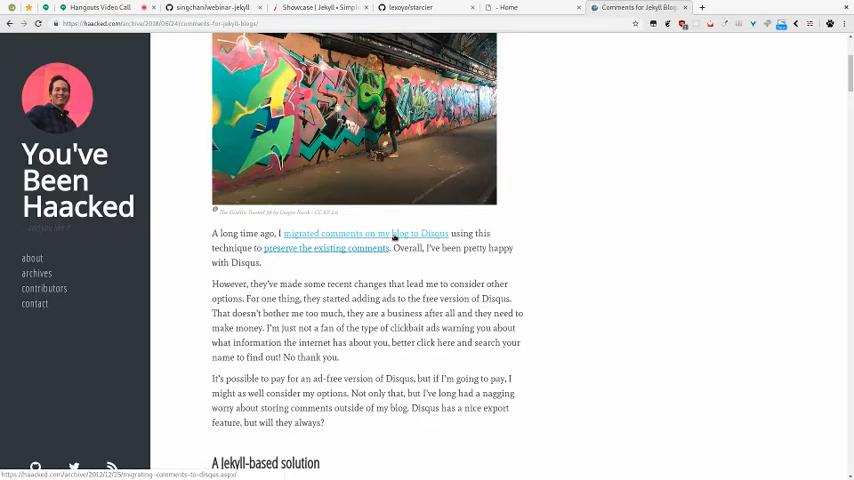 Hangouts Video Call
singchan/webinar-jekyll
Showcase | Jekyll • Simple
lexoyo/starcier
- Home
Comments for Jekyll Blogs
https://haacked.com/archive/2018/06/24/comments-for-jekyll-blogs/
You've
Been
Haacked
...and you like it
about
archives
contributors
contact
The Graffiti Tunnel by Gregor North - CC BY 2.0
A long time ago, I migrated comments on my blog to Disqus using this
technique to preserve the existing comments. Overall, I've been pretty happy
with Disqus.
However, they've made some recent changes that lead me to consider other
options. For one thing, they started adding ads to the free version of Disqus.
That doesn't bother me too much, they are a business after all and they need to
make money. I'm just not a fan of the type of clickbait ads warning you about
what information the internet has about you, better click here and search your
name to find out! No thank you.
It's possible to pay for an ad-free version of Disqus, but if I'm going to pay, I
might as well consider my options. Not only that, but I've long had a nagging
worry about storing comments outside of my blog. Disqus has a nice export
feature, but will they always?
A Jekyll-based solution
https://haacked.com/archive/2012/12/25/migrating-comments-to-disqus.aspx/